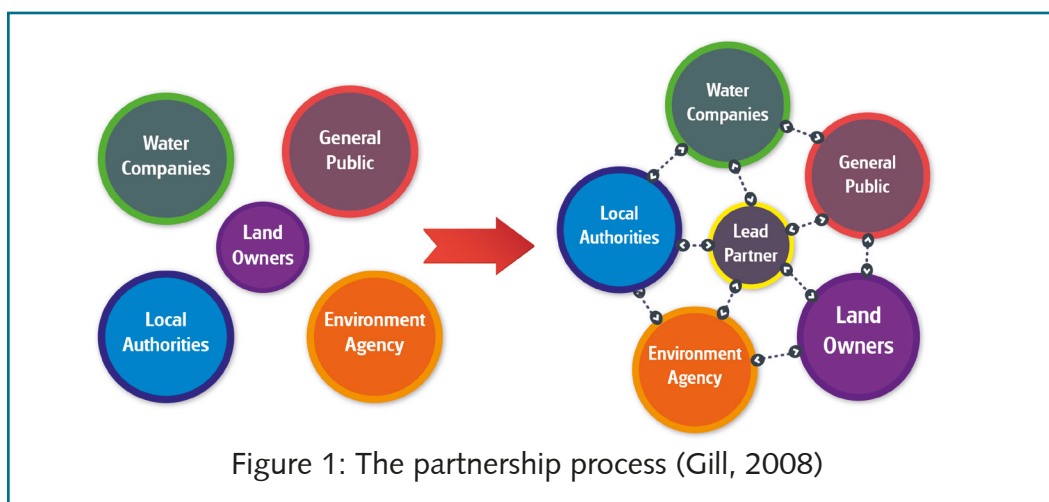 Water
Companies
General
Public
Land
Owners
Local
Authorities
Environment
Agency
Water
Companies
General
Public
Local
Authorities
Lead
Partner
Land
Owners
Environment
Agency
Figure 1: The partnership process (Gill, 2008)